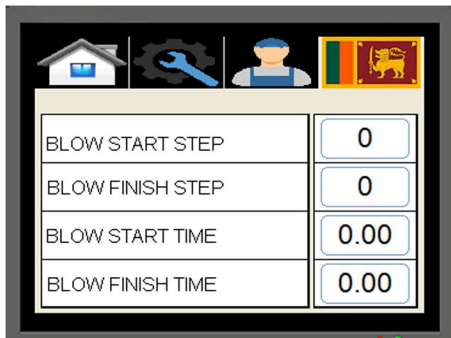 BLOW START STEP 0
BLOW FINISH STEP 0
BLOW START TIME 0.00
BLOW FINISH TIME 0.00